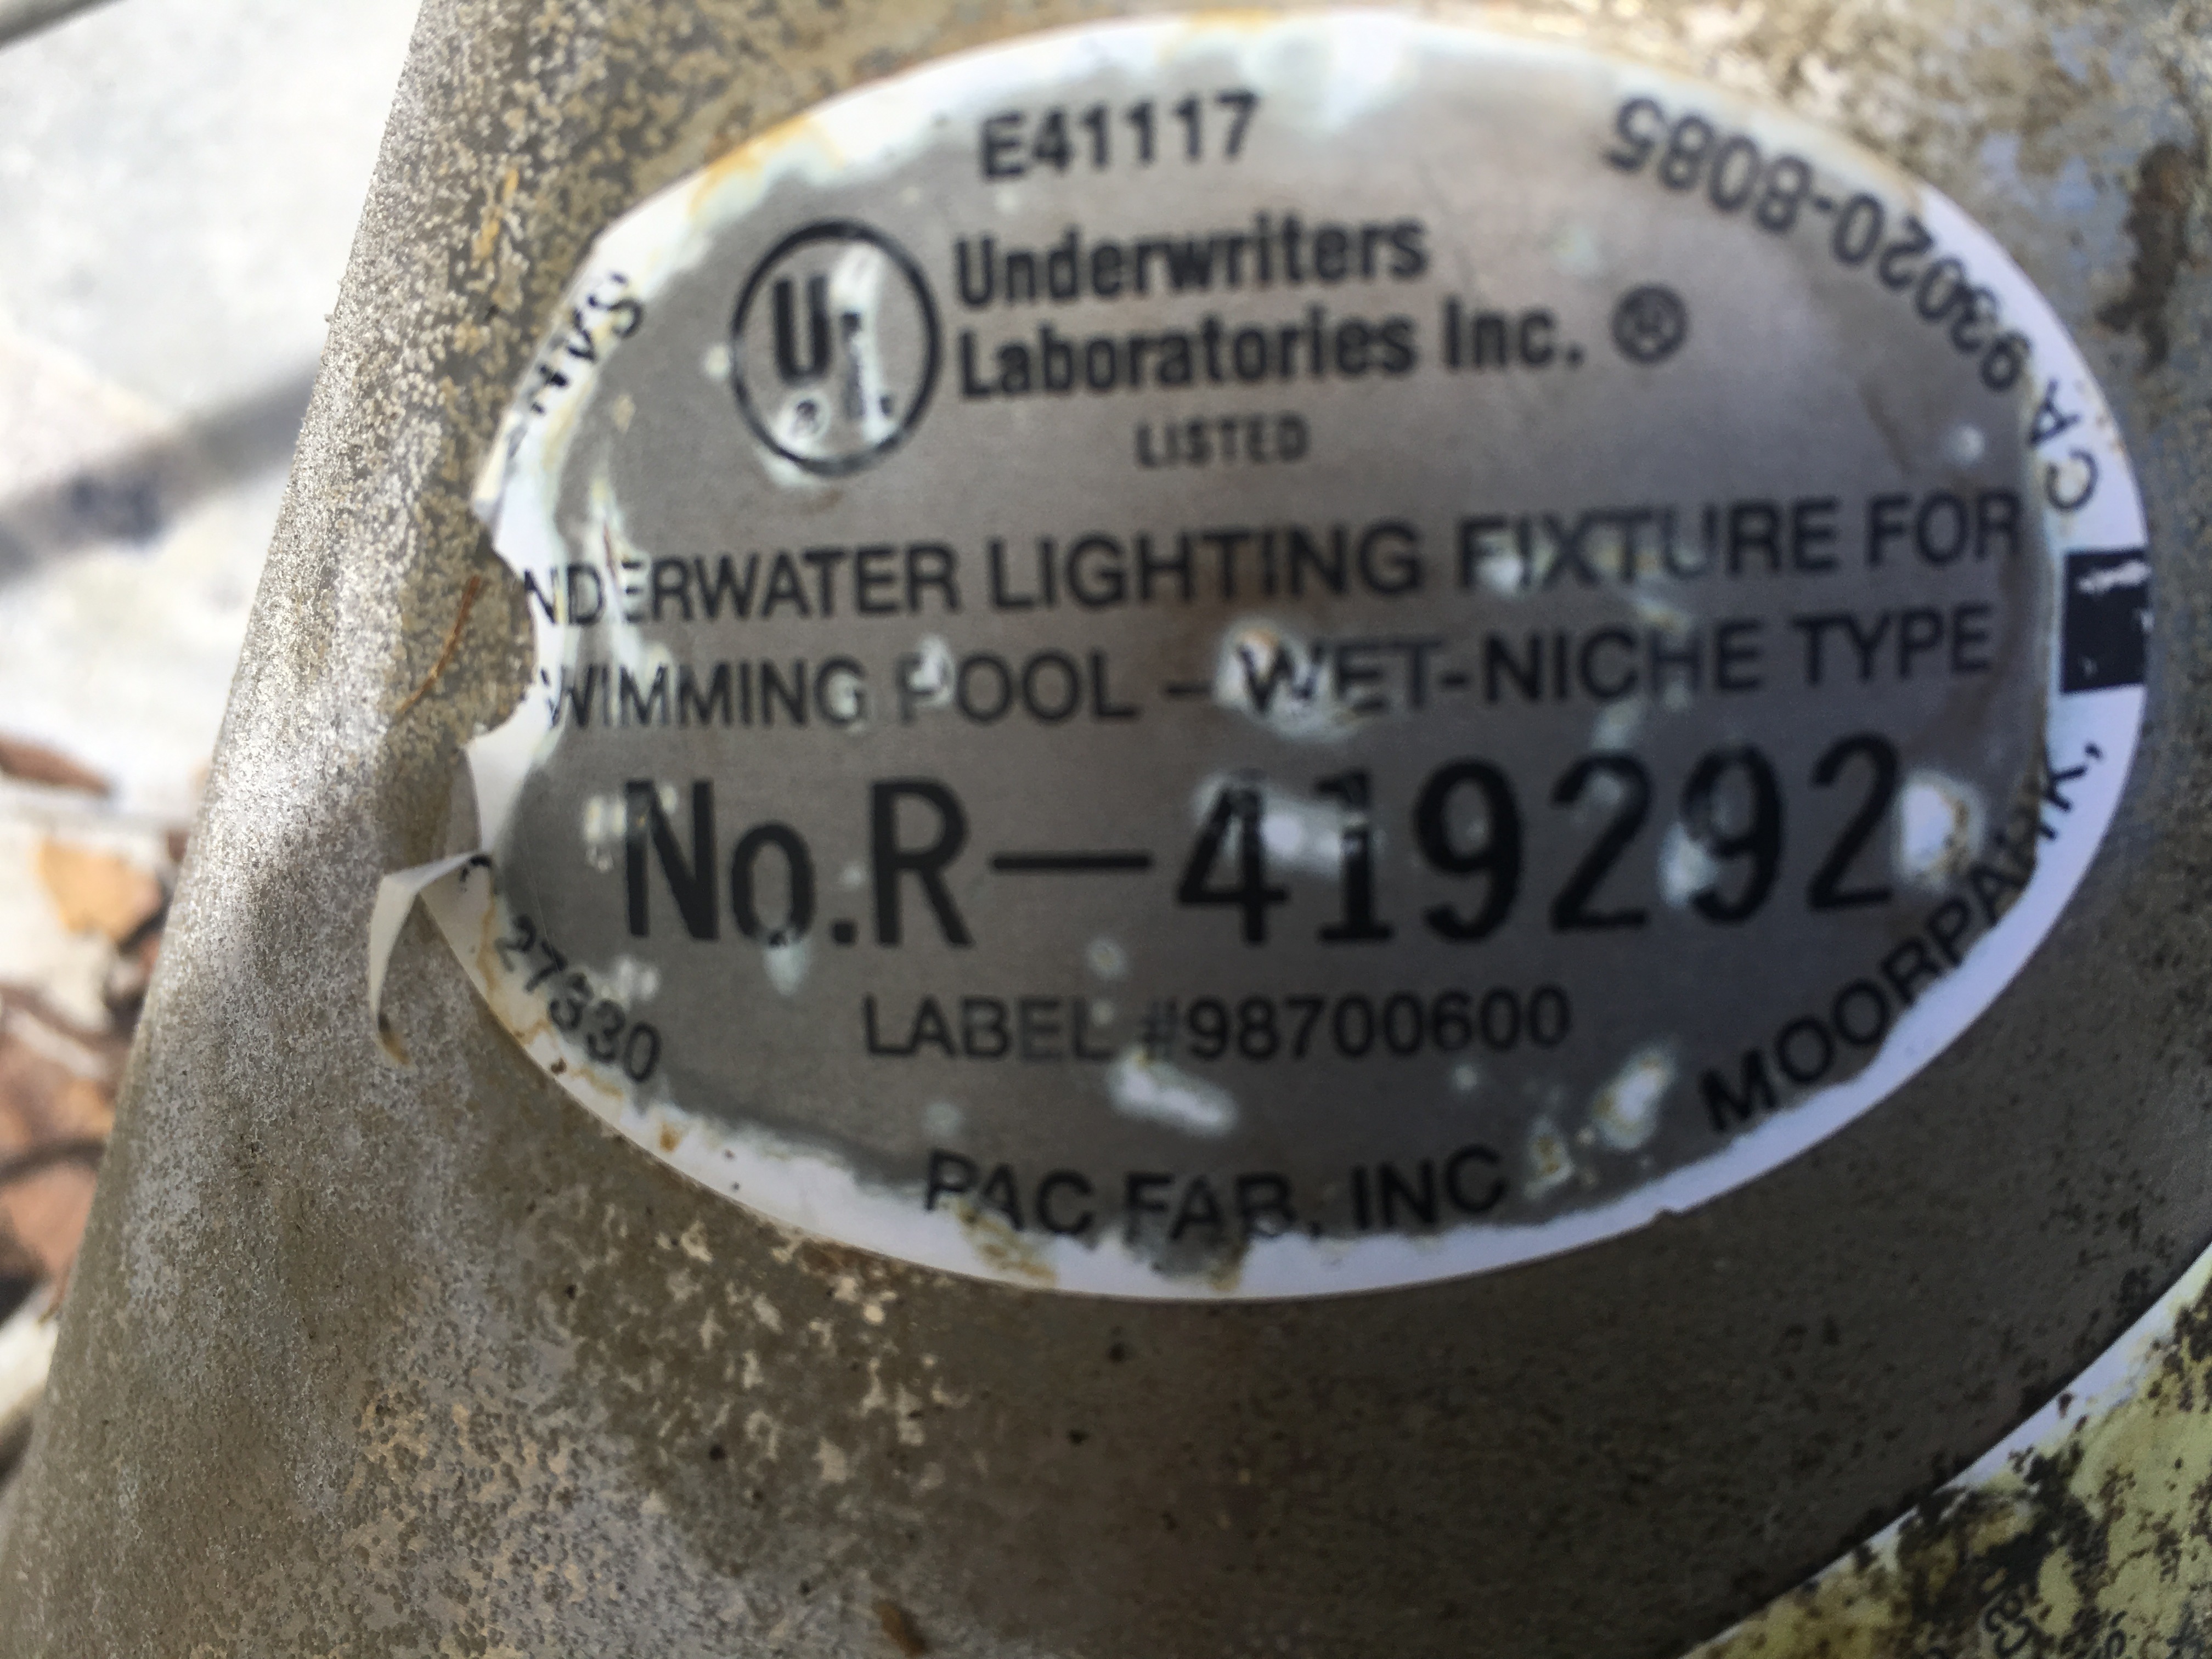 E41117
UL
®
Underwriters
Laboratories Inc. ®
LISTED
NDERWATER LIGHTING FIXTURE FOR
WIMMING POOL – WET-NICHE TYPE
No.R—419292
LABEL #98700600
27330
PAC FAB, INC
MOORPARK,
CA 93020-8085